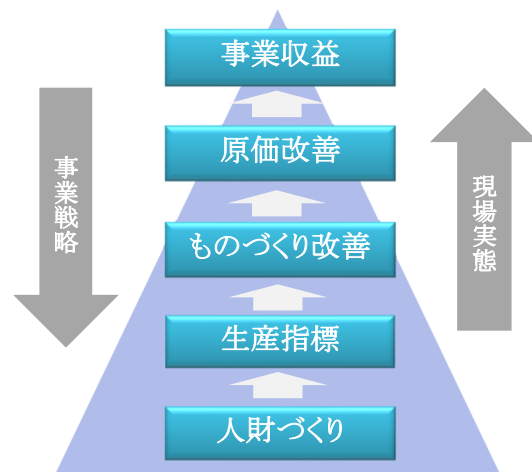 事業収益
原価改善
ものづくり改善
生産指標
人財づくり
事業戦略
現場実態